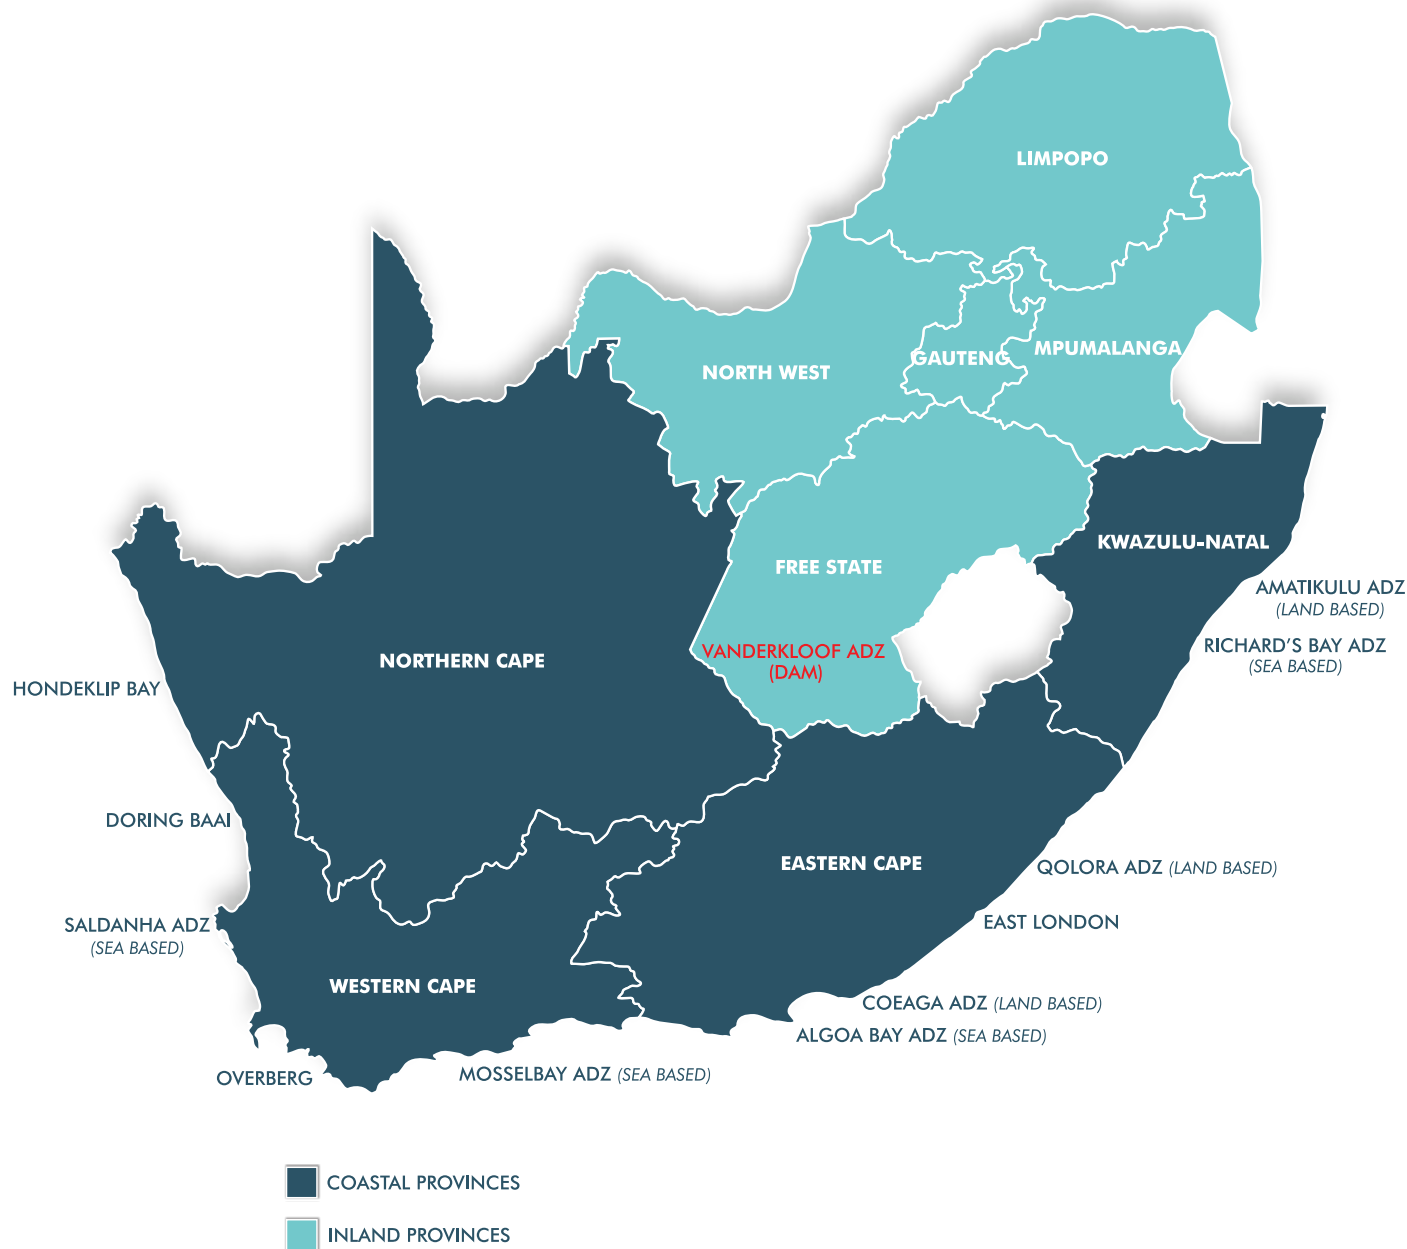 LIMPOPO
MPUMALANGA
GAUTENG
NORTH WEST
KWAZULU-NATAL
FREE STATE
AMATIKULU ADZ
(LAND BASED)
RICHARD'S BAY ADZ
(SEA BASED)
VANDERKLOOF ADZ
(DAM)
NORTHERN CAPE
HONDEKLIP BAY
DORING BAAI
EASTERN CAPE
QOLORA ADZ (LAND BASED)
SALDANHA ADZ
(SEA BASED)
EAST LONDON
WESTERN CAPE
COEAGA ADZ (LAND BASED)
ALGOA BAY ADZ (SEA BASED)
MOSSELBAY ADZ (SEA BASED)
OVERBERG
COASTAL PROVINCES
INLAND PROVINCES